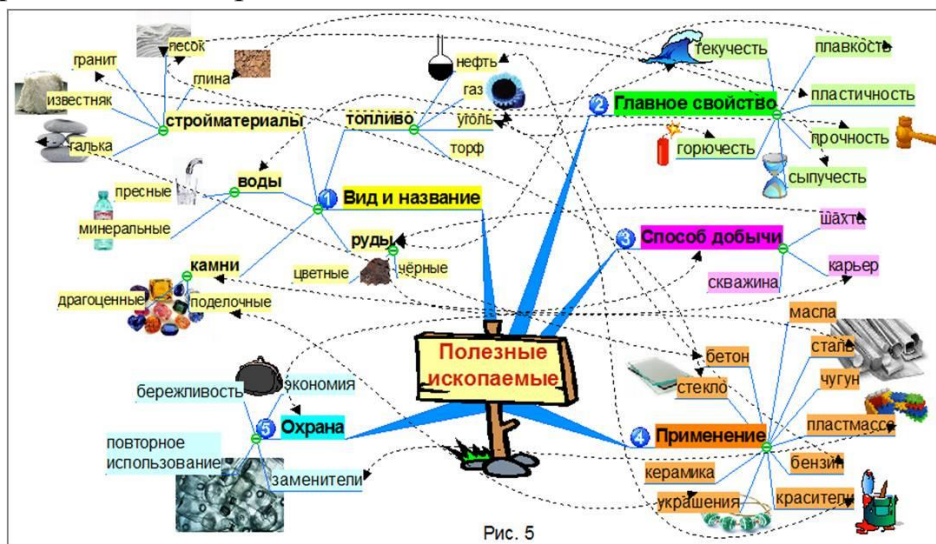 песок
гранит
глина
известняк
стройматериалы
галька
нефть
газ
топливо
уголь
торф
воды
пресные
минеральные
1 Вид и название
руды
цветные
чёрные
камни
драгоценные
поделочные
текучесть
плавкость
2 Главное свойство
пластичность
горючесть
прочность
сыпучесть
3 Способ добычи
шахта
карьер
скважина
Полезные
ископаемые
бережливость
экономия
5 Охрана
повторное
использование
заменители
масла
бетон
сталь
стекло
чугун
4 Применение
пластмасса
керамика
бензин
украшения
красители
Рис. 5